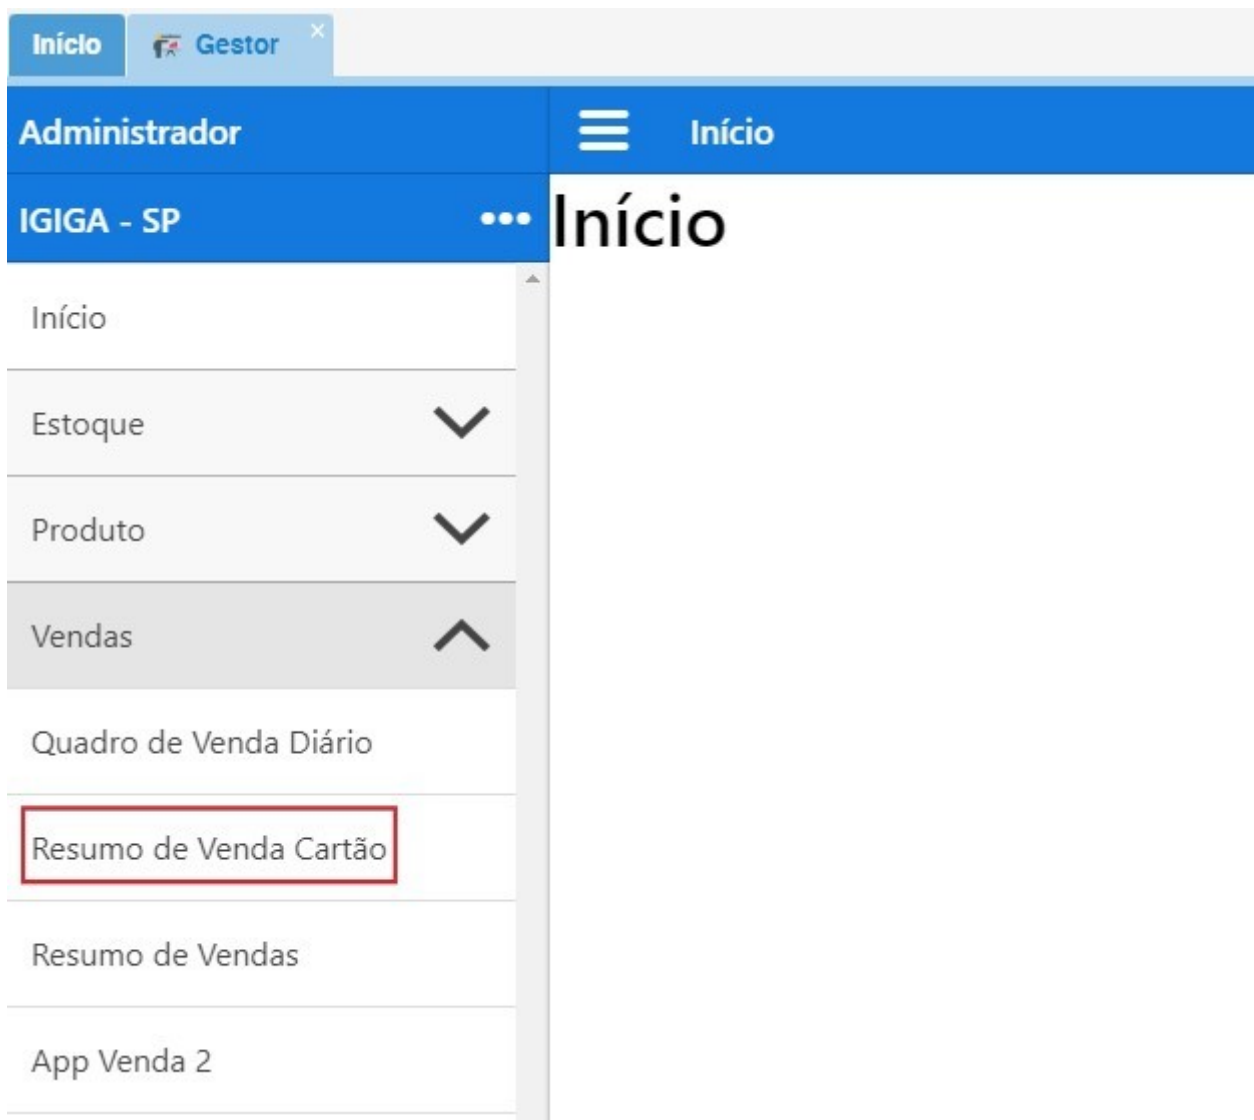 Início
Gestor
Administrador
Início
IGIGA - SP
Início
Início
Estoque
Produto
Vendas
Quadro de Venda Diário
Resumo de Venda Cartão
Resumo de Vendas
App Venda 2